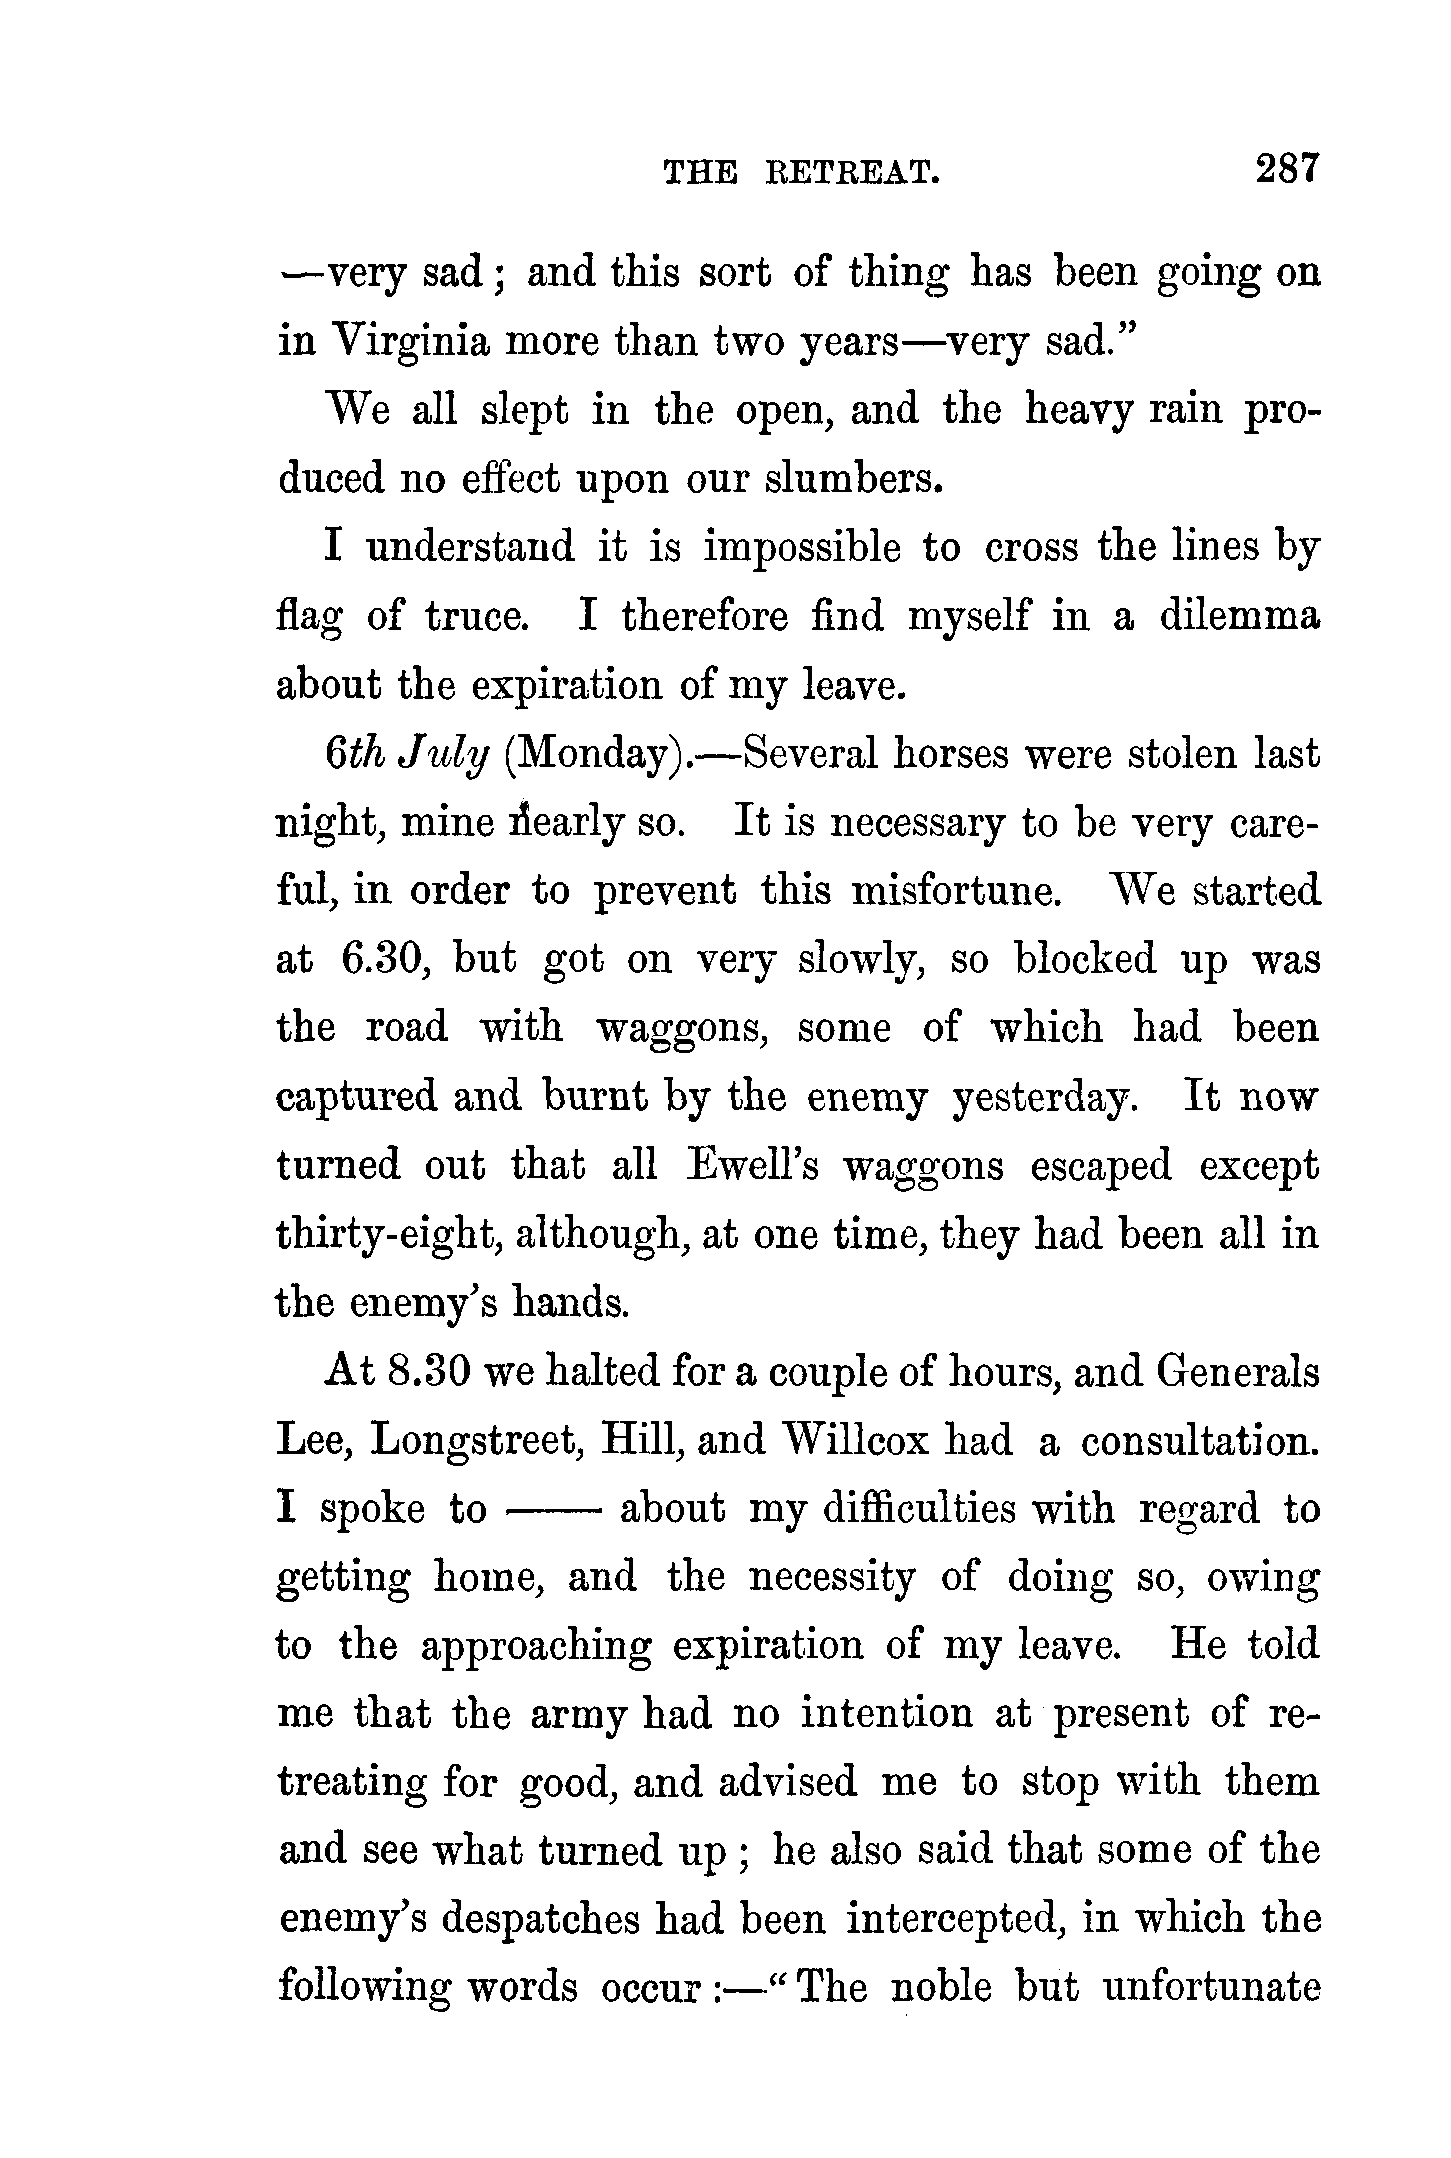 THE RETREAT. 287
—very sad; and this sort of thing has been going on
in Virginia more than two years—very sad.”
We all slept in the open, and the heavy rain pro-
duced no effect upon our slumbers.
I understand it is impossible to cross the lines by
flag of truce. I therefore find myself in a dilemma
about the expiration of my leave.
6th July (Monday).—Several horses were stolen last
night, mine nearly so. It is necessary to be very care-
ful, in order to prevent this misfortune. We started
at 6.30, but got on very slowly, so blocked up was
the road with waggons, some of which had been
captured and burnt by the enemy yesterday. It now
turned out that all Ewell’s waggons escaped except
thirty-eight, although, at one time, they had been all in
the enemy’s hands.
At 8.30 we halted for a couple of hours, and Generals
Lee, Longstreet, Hill, and Willcox had a consultation.
I spoke to —— about my difficulties with regard to
getting home, and the necessity of doing so, owing
to the approaching expiration of my leave. He told
me that the army had no intention at present of re-
treating for good, and advised me to stop with them
and see what turned up; he also said that some of the
enemy’s despatches had been intercepted, in which the
following words occur:—“The noble but unfortunate